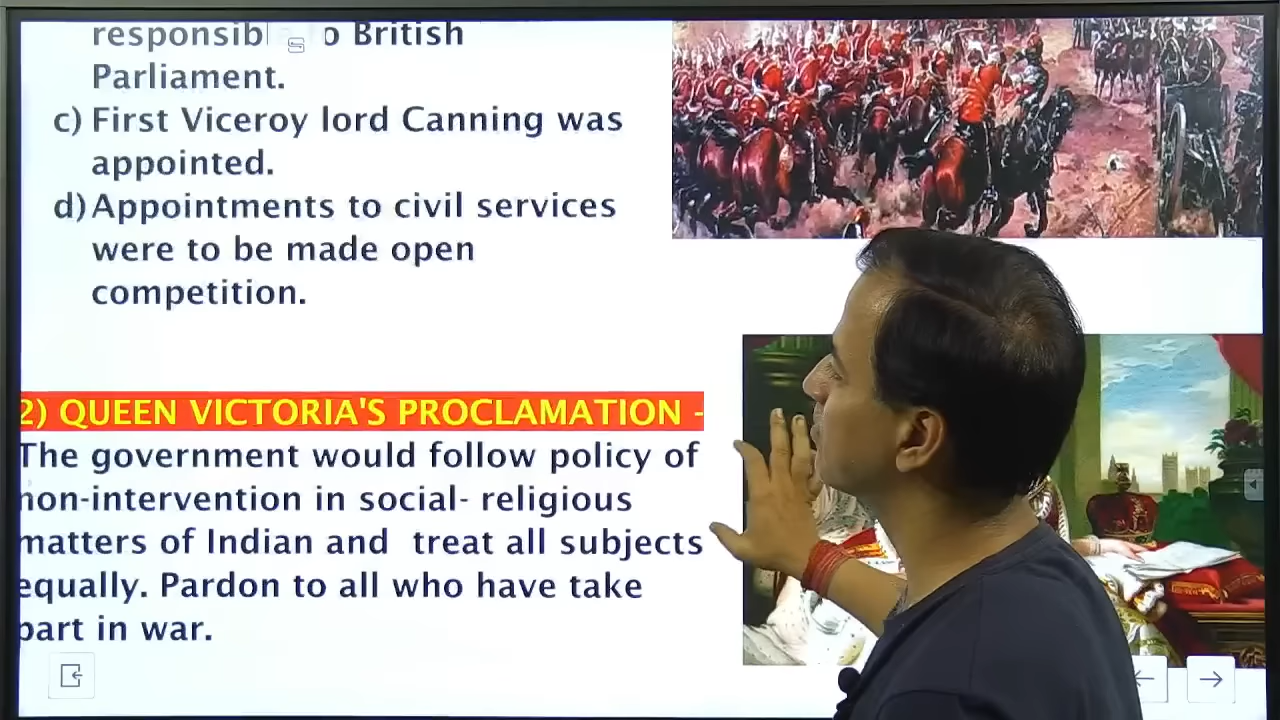 to British
Parliament.
c) First Viceroy lord Canning was
appointed.
d) Appointments to civil services
were to be made open
competition.
2) QUEEN VICTORIA'S PROCLAMATION -
The government would follow policy of
non-intervention in social- religious
matters of Indian and treat all subjects
equally. Pardon to all who have take
part in war.